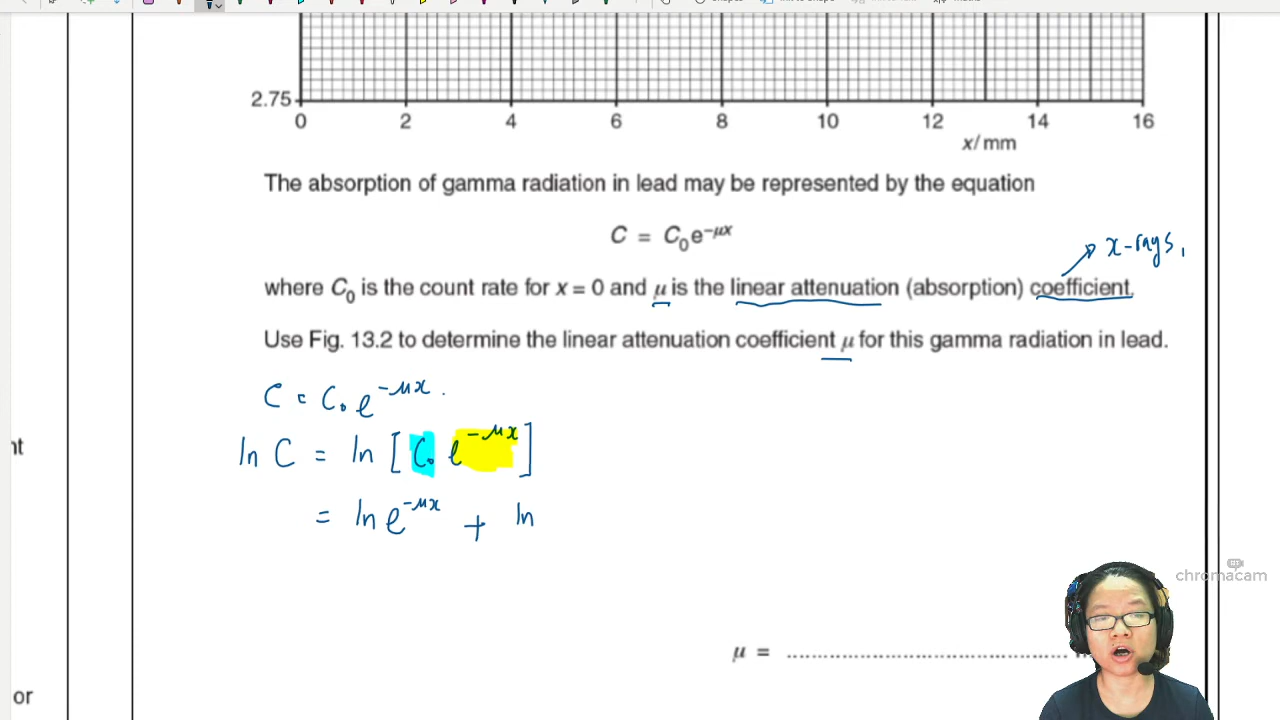 2.75
0 2 4 6 8 10 12 14 16
x/mm
The absorption of gamma radiation in lead may be represented by the equation
C = C₀e^−μx
x-rays,
where C₀ is the count rate for x = 0 and μ is the linear attenuation (absorption) coefficient.
Use Fig. 13.2 to determine the linear attenuation coefficient μ for this gamma radiation in lead.
C = C₀ e^−μx
ln C = ln [ C₀ e^−μx ]
= ln e^−μx + ln
chromacam
μ = ......................................................
or